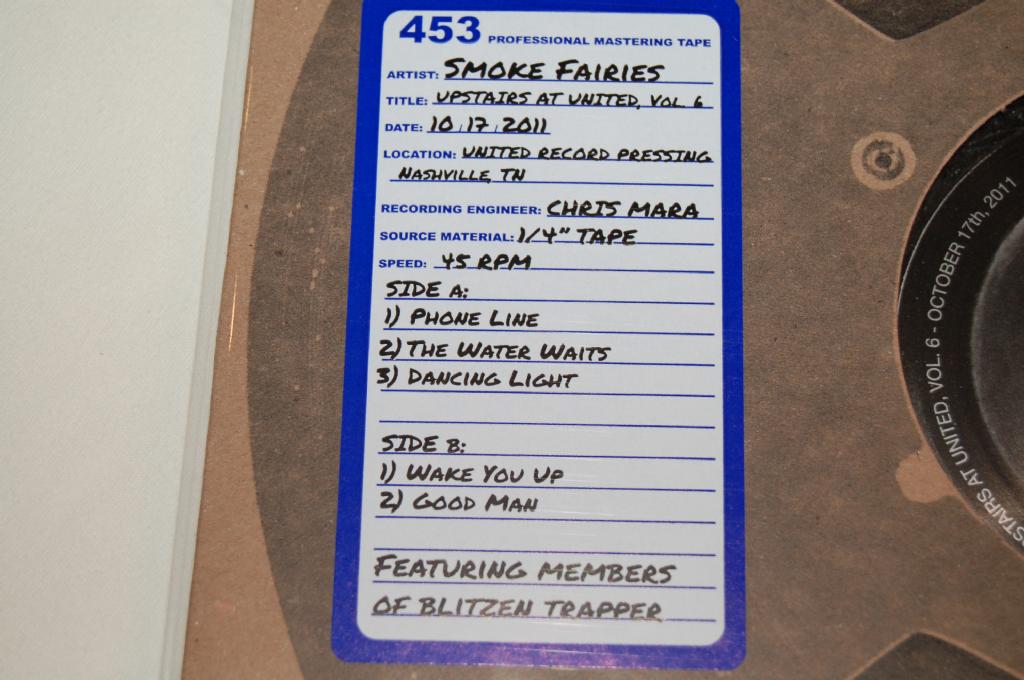 453 PROFESSIONAL MASTERING TAPE
ARTIST: SMOKE FAIRIES
TITLE: UPSTAIRS AT UNITED, VOL. 6
DATE: 10/17/2011
LOCATION: UNITED RECORD PRESSING
NASHVILLE, TN
RECORDING ENGINEER: CHRIS MARA
SOURCE MATERIAL: 1/4" TAPE
SPEED: 45 RPM
SIDE A:
1) PHONE LINE
2) THE WATER WAITS
3) DANCING LIGHT
SIDE B:
1) WAKE YOU UP
2) GOOD MAN
FEATURING MEMBERS
OF BLITZEN TRAPPER
STAIRS AT UNITED, VOL. 6 - OCTOBER 17th, 2011